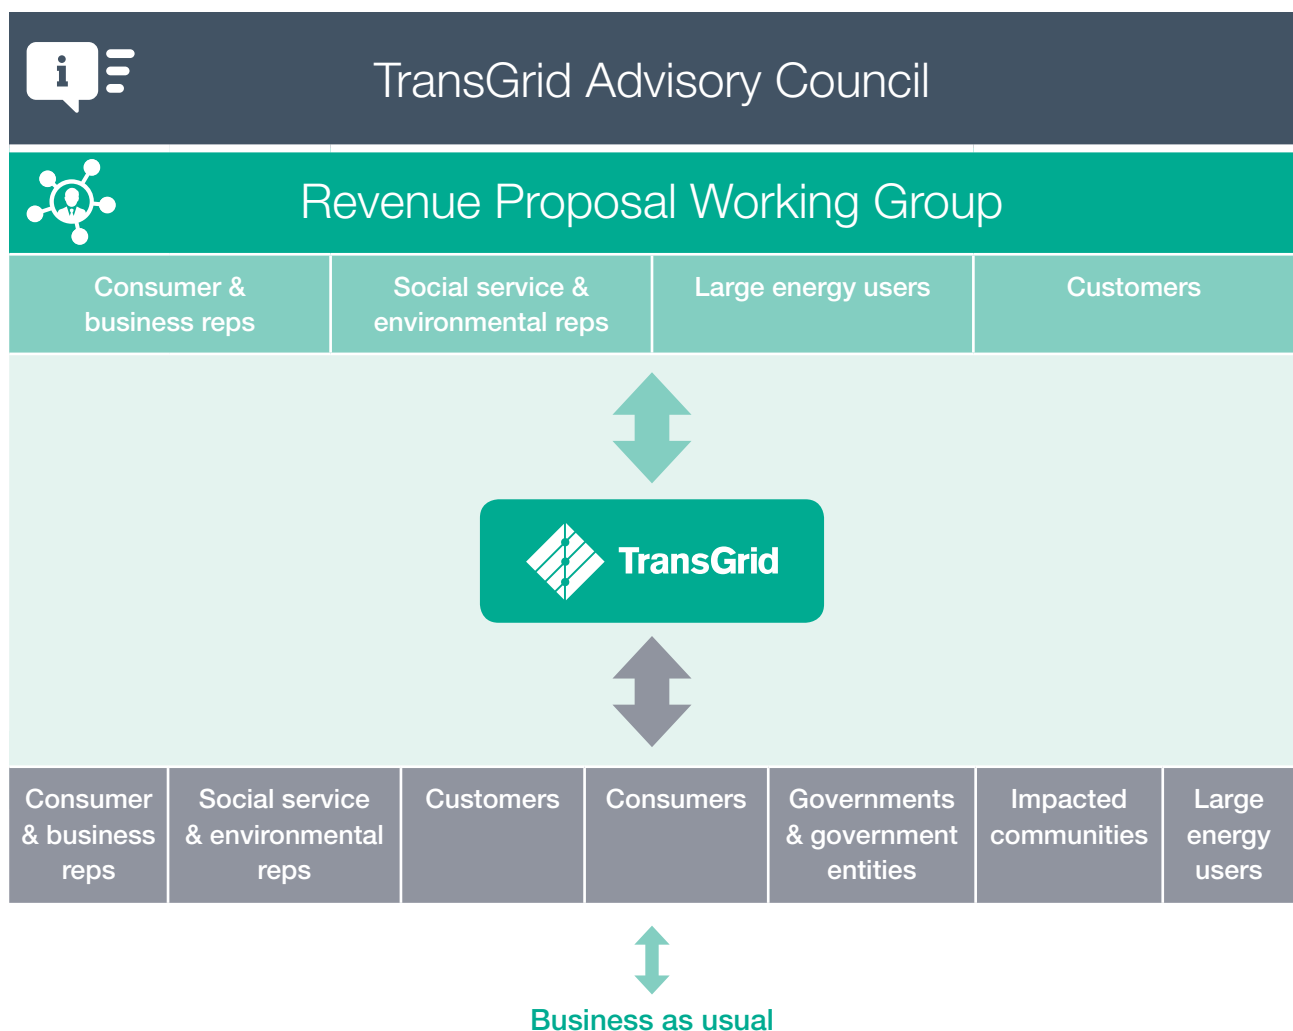 i
TransGrid Advisory Council
Revenue Proposal Working Group
Consumer &
business reps
Social service &
environmental reps
Large energy users
Customers
TransGrid
Consumer
& business
reps
Social service
& environmental
reps
Customers
Consumers
Governments
& government
entities
Impacted
communities
Large
energy
users
Business as usual